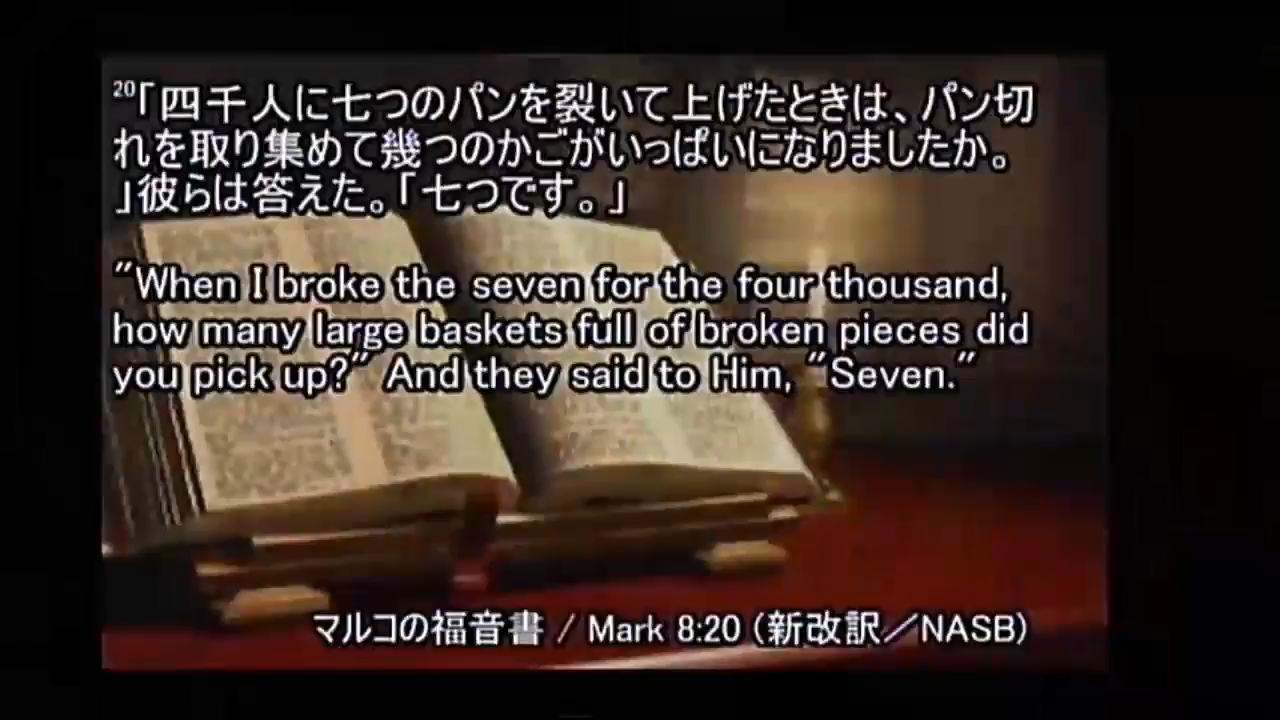 20「四千人に七つのパンを裂いて上げたときは、パン切
れを取り集めて幾つのかごがいっぱいになりましたか。
」彼らは答えた。「七つです。」
"When I broke the seven for the four thousand,
how many large baskets full of broken pieces did
you pick up?" And they said to Him, "Seven."
マルコの福音書 / Mark 8:20 (新改訳／NASB)